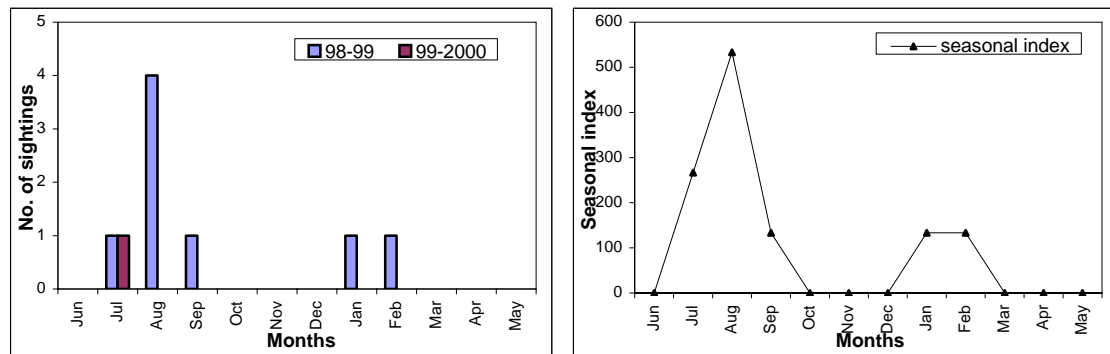 98-99 99-2000
No. of sightings
5
4
3
2
1
0
Jun Jul Aug Sep Oct Nov Dec Jan Feb Mar Apr May
Months
seasonal index
Seasonal index
600
500
400
300
200
100
0
Jun Jul Aug Sep Oct Nov Dec Jan Feb Mar Apr May
Months